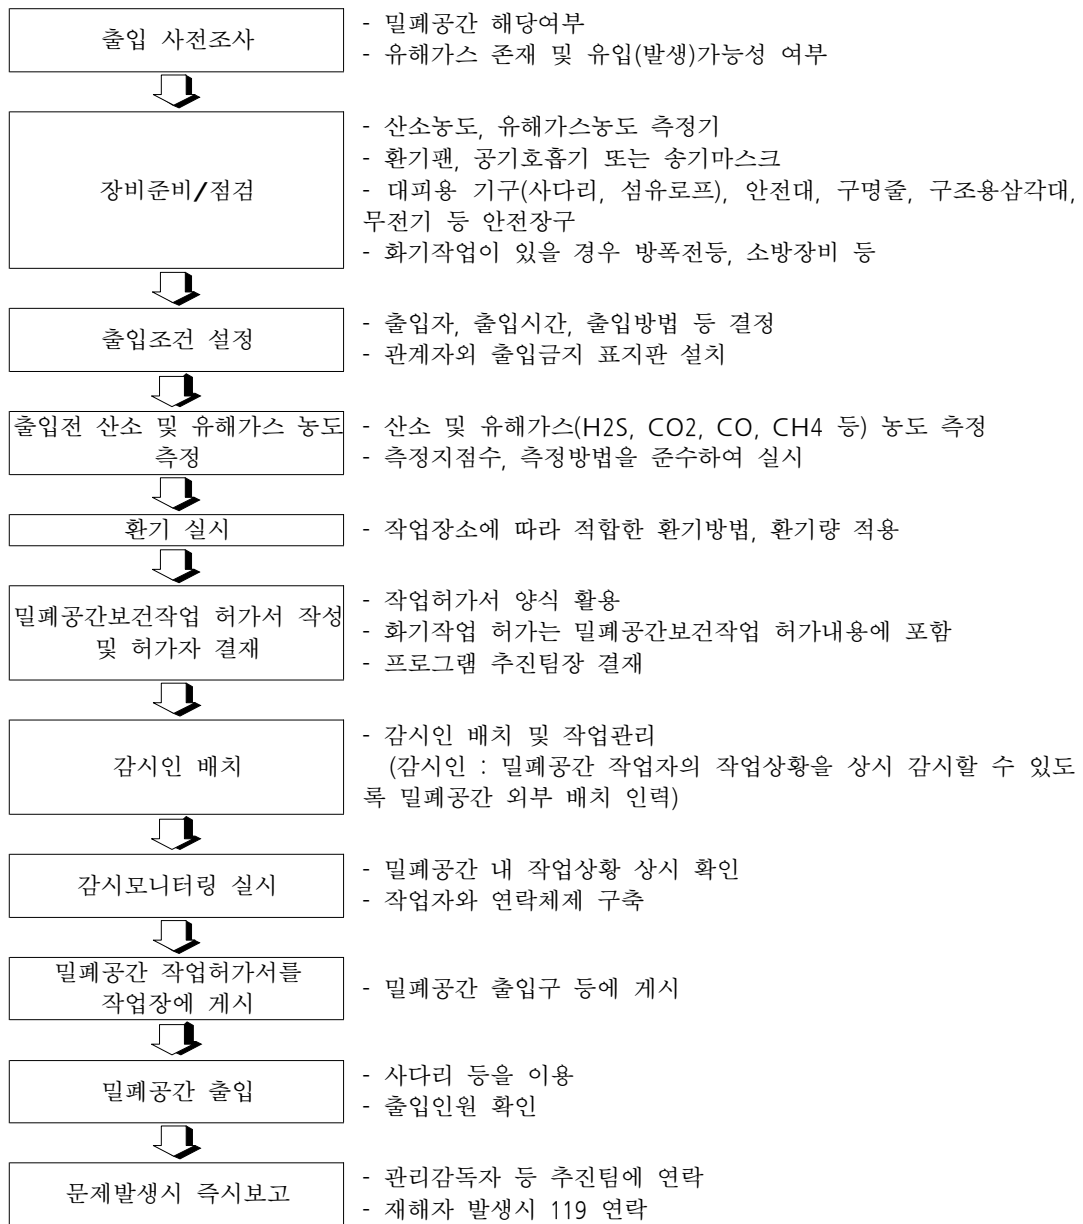 출입 사전조사
- 밀폐공간 해당여부
- 유해가스 존재 및 유입(발생)가능성 여부
장비준비/점검
- 산소농도, 유해가스농도 측정기
- 환기팬, 공기호흡기 또는 송기마스크
- 대피용 기구(사다리, 섬유로프), 안전대, 구명줄, 구조용삼각대,
무전기 등 안전장구
- 화기작업이 있을 경우 방폭전등, 소방장비 등
출입조건 설정
- 출입자, 출입시간, 출입방법 등 결정
- 관계자외 출입금지 표지판 설치
출입전 산소 및 유해가스 농도
측정
- 산소 및 유해가스(H2S, CO2, CO, CH4 등) 농도 측정
- 측정지점수, 측정방법을 준수하여 실시
환기 실시
- 작업장소에 따라 적합한 환기방법, 환기량 적용
밀폐공간보건작업 허가서 작성
및 허가자 결재
- 작업허가서 양식 활용
- 화기작업 허가는 밀폐공간보건작업 허가내용에 포함
- 프로그램 추진팀장 결재
감시인 배치
- 감시인 배치 및 작업관리
(감시인 : 밀폐공간 작업자의 작업상황을 상시 감시할 수 있도
록 밀폐공간 외부 배치 인력)
감시모니터링 실시
- 밀폐공간 내 작업상황 상시 확인
- 작업자와 연락체제 구축
밀폐공간 작업허가서를
작업장에 게시
- 밀폐공간 출입구 등에 게시
밀폐공간 출입
- 사다리 등을 이용
- 출입인원 확인
문제발생시 즉시보고
- 관리감독자 등 추진팀에 연락
- 재해자 발생시 119 연락